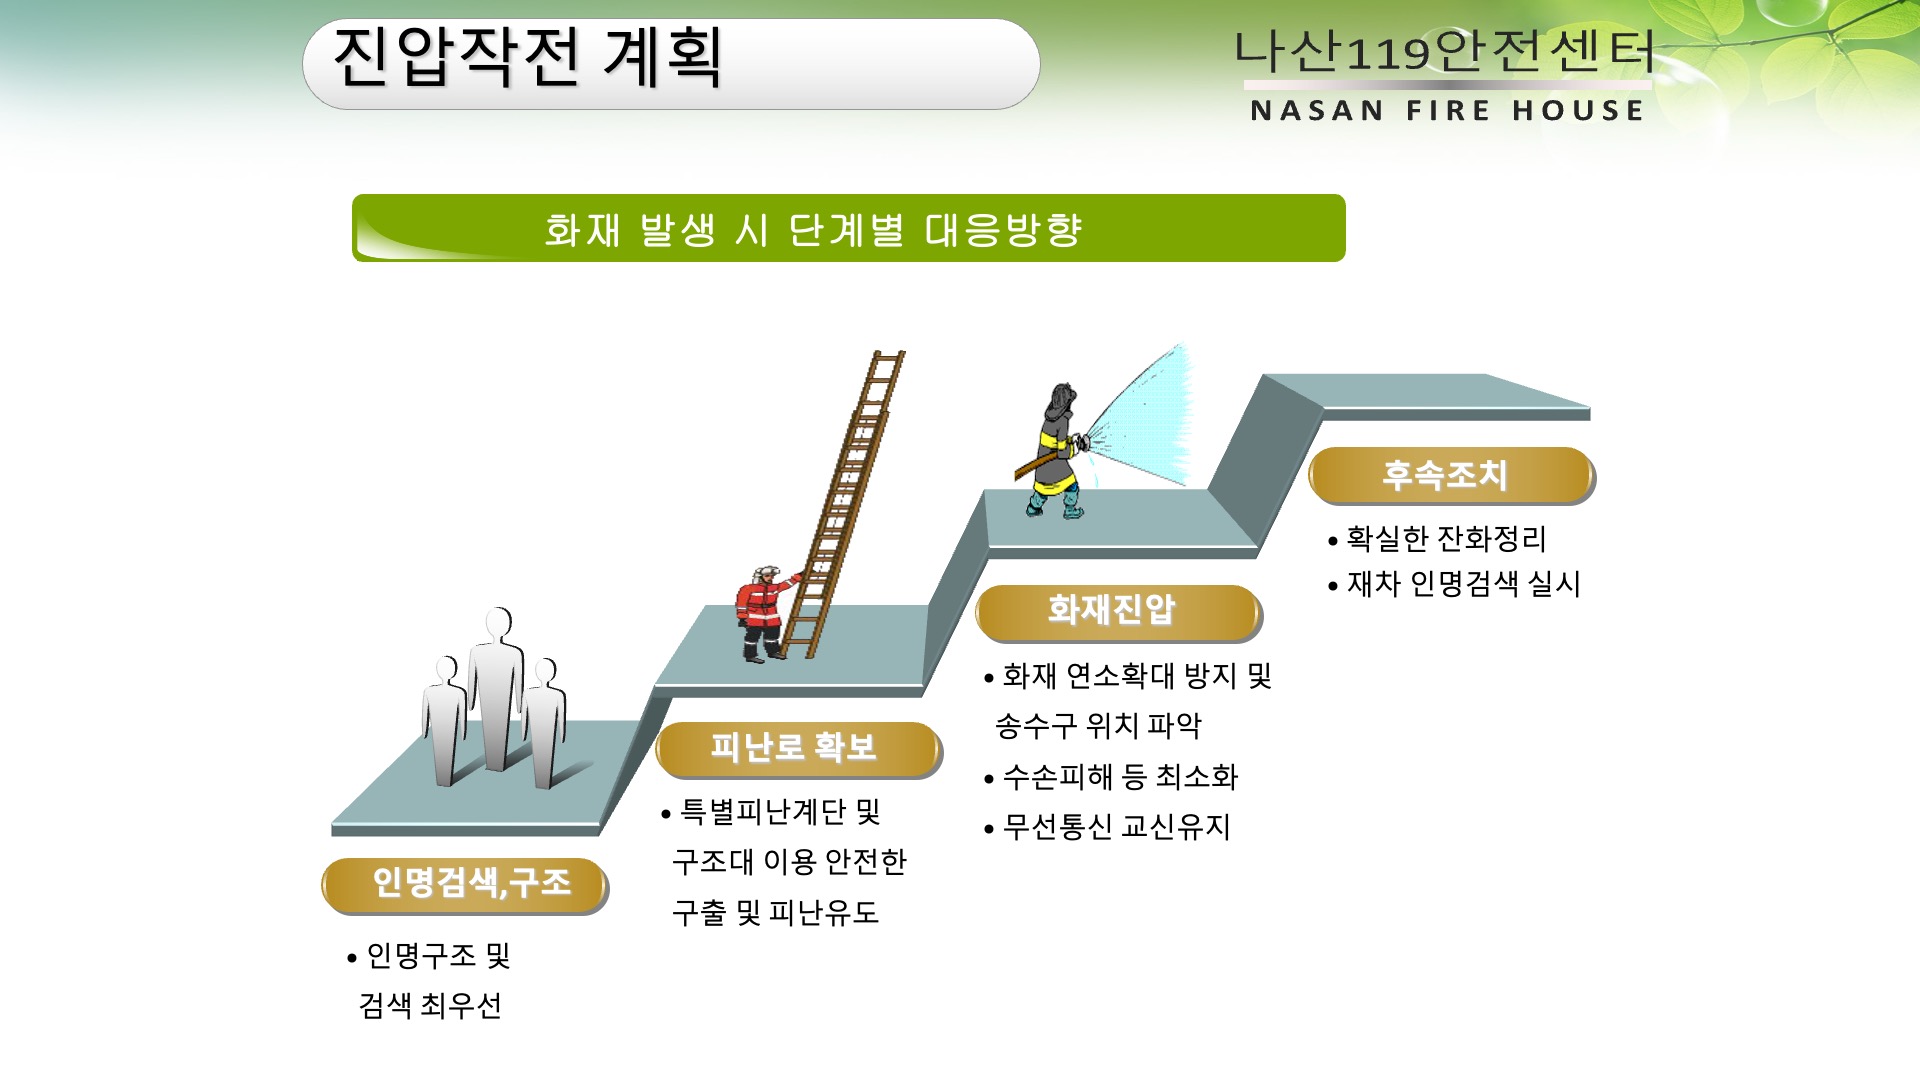 진압작전 계획
나산119안전센터
NASAN FIRE HOUSE
화재 발생 시 단계별 대응방향
인명검색,구조
• 인명구조 및
검색 최우선
피난로 확보
• 특별피난계단 및
구조대 이용 안전한
구출 및 피난유도
화재진압
• 화재 연소확대 방지 및
송수구 위치 파악
• 수손피해 등 최소화
• 무선통신 교신유지
후속조치
• 확실한 잔화정리
• 재차 인명검색 실시